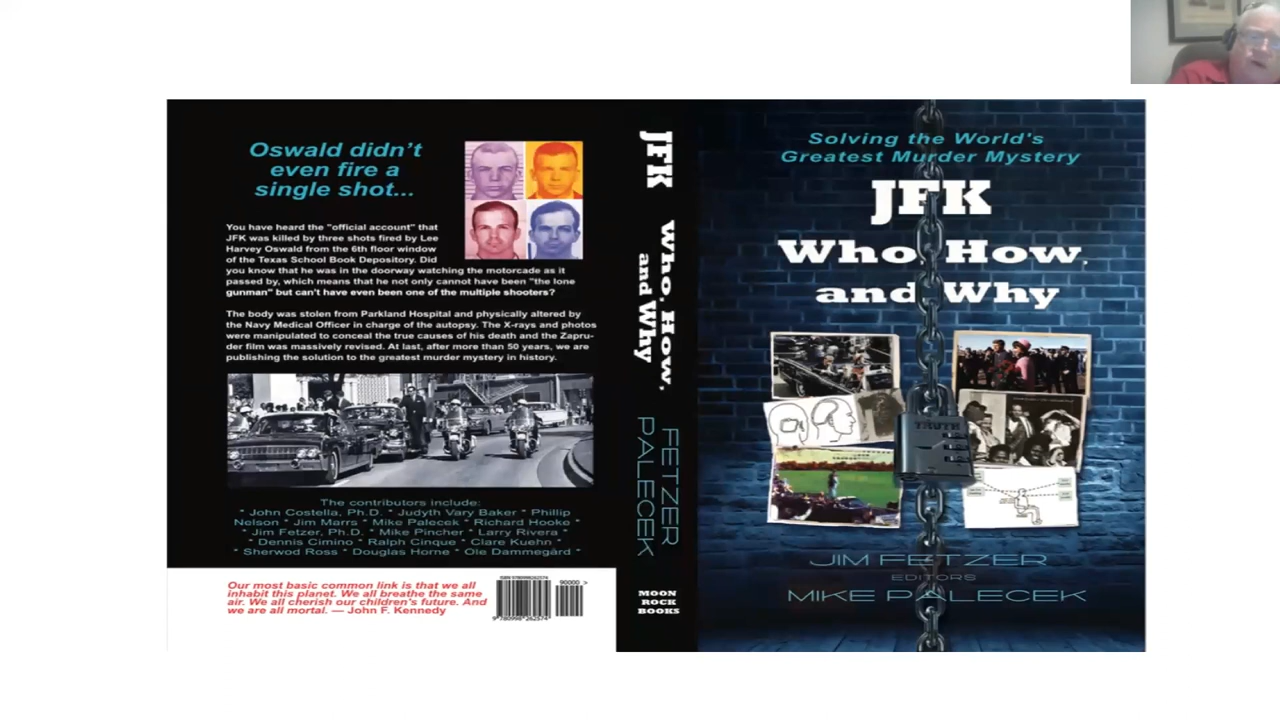 Oswald didn't
even fire a
single shot...
You have heard the "official account" that
JFK was killed by three shots fired by Lee
Harvey Oswald from the 6th floor window
of the Texas School Book Depository. Did
you know that he was in the doorway watching the motorcade as it
passed by, which means that he not only cannot have been "the lone
gunman" but can't have even been one of the multiple shooters?
The body was stolen from Parkland Hospital and physically altered by
the Navy Medical Officer in charge of the autopsy. The X-rays and photos
were manipulated to conceal the true causes of his death and the Zapru-
der film was massively revised. At last, after more than 50 years, we are
publishing the solution to the greatest murder mystery in history.
The contributors include:
* John Costella, Ph.D. * Judyth Vary Baker * Phillip
Nelson * Jim Marrs * Mike Palecek * Richard Hooke *
* Jim Fetzer, Ph.D. * Mike Pincher * Larry Rivera *
* Dennis Cimino * Ralph Cinque * Clare Kuehn *
* Sherwod Ross * Douglas Horne * Ole Dammegård *
Our most basic common link is that we all
inhabit this planet. We all breathe the same
air. We all cherish our children's future. And
we are all mortal. — John F. Kennedy
ISBN 9780998262574
90000 >
9 780998 262574
JFK
Who, How,
and Why
FETZER
PALECEK
MOON
ROCK
BOOKS
Solving the World's
Greatest Murder Mystery
JFK
Who, How,
and Why
TRUTH
JIM FETZER
EDITORS
MIKE PALECEK